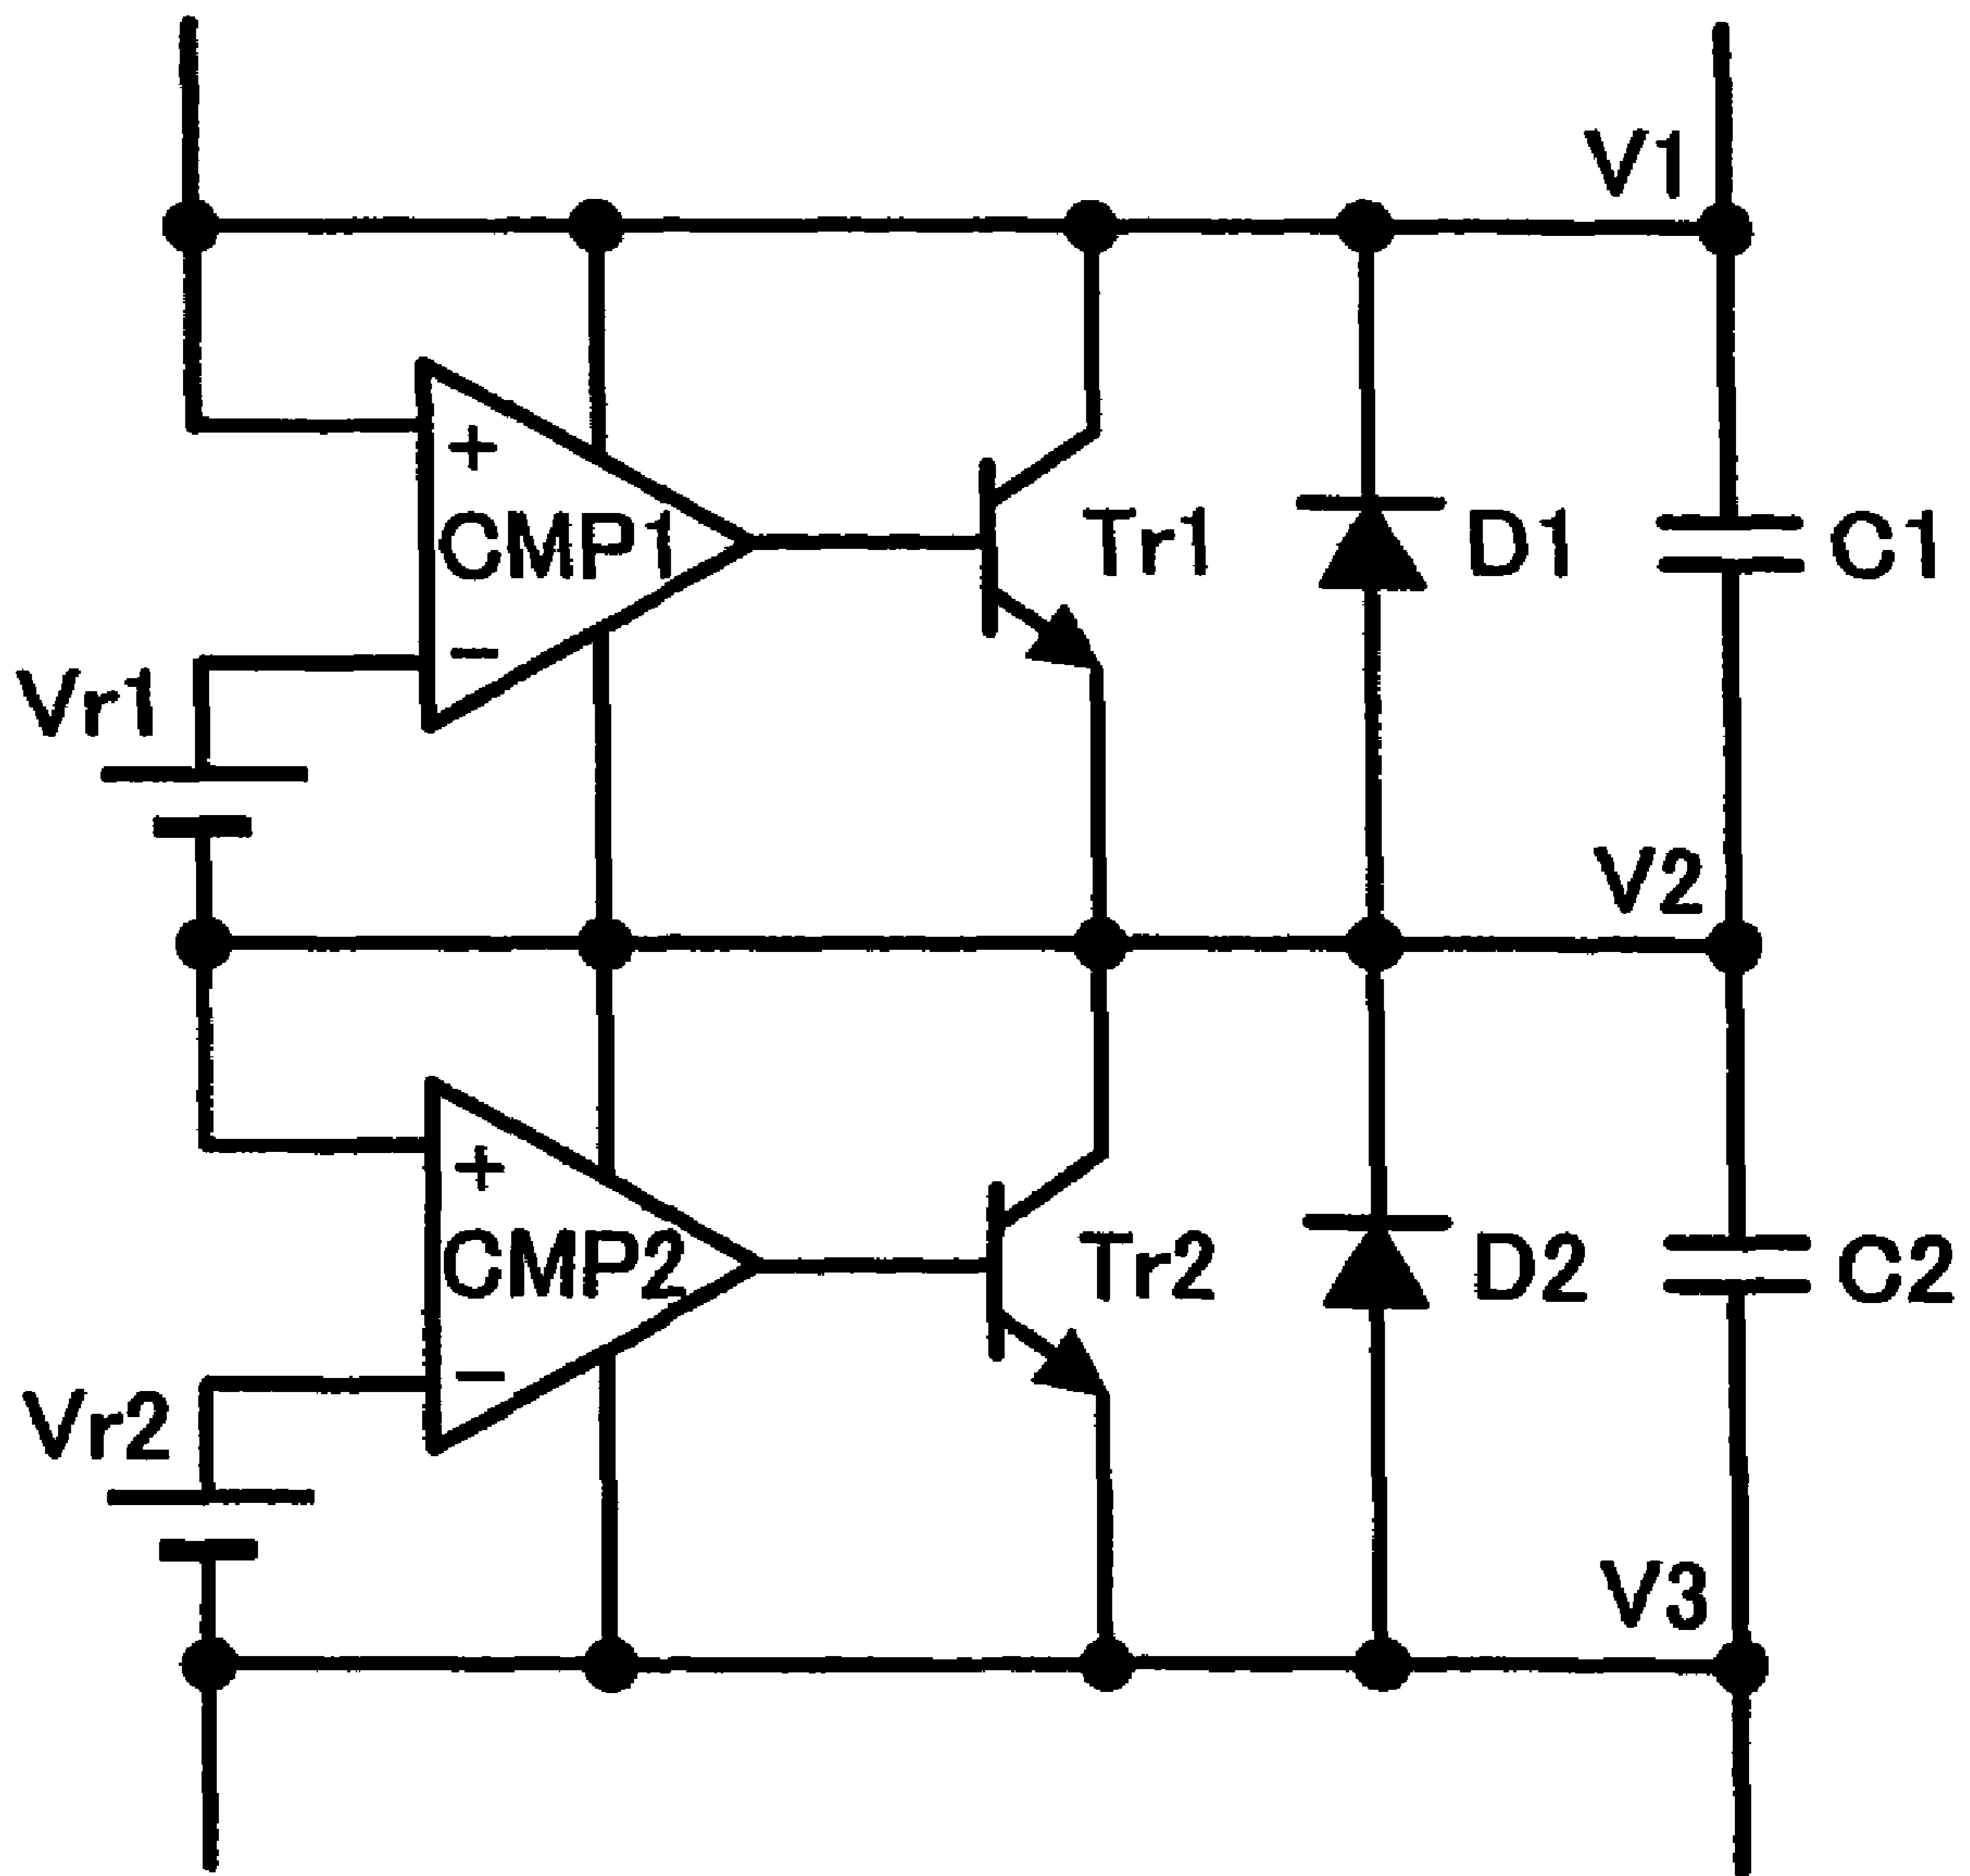 V1
+
CMP1
−
Tr1
D1
C1
Vr1
V2
+
CMP2
−
Tr2
D2
C2
Vr2
V3